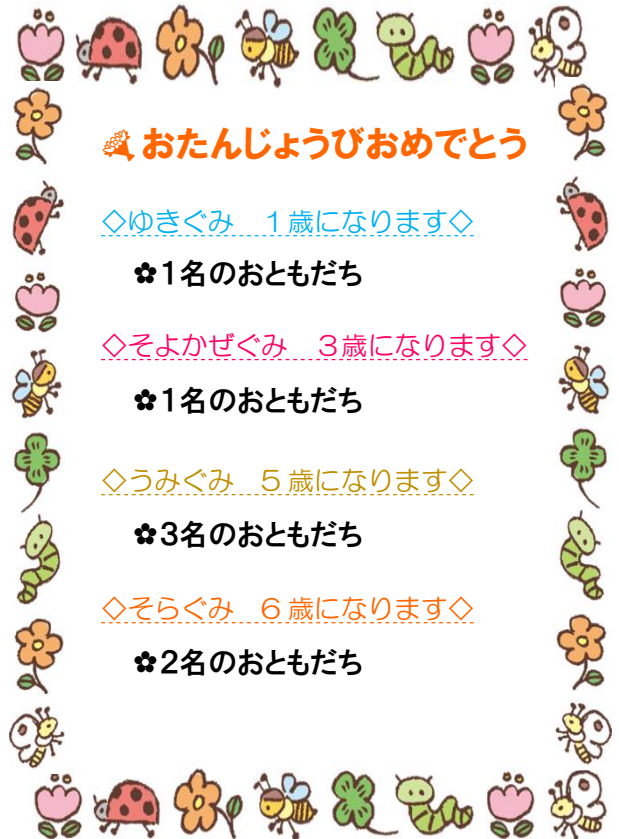 おたんじょうびおめでとう
◇ゆきぐみ　１歳になります◇
✿1名のおともだち
◇そよかぜぐみ　３歳になります◇
✿1名のおともだち
◇うみぐみ　５歳になります◇
✿3名のおともだち
◇そらぐみ　６歳になります◇
✿2名のおともだち